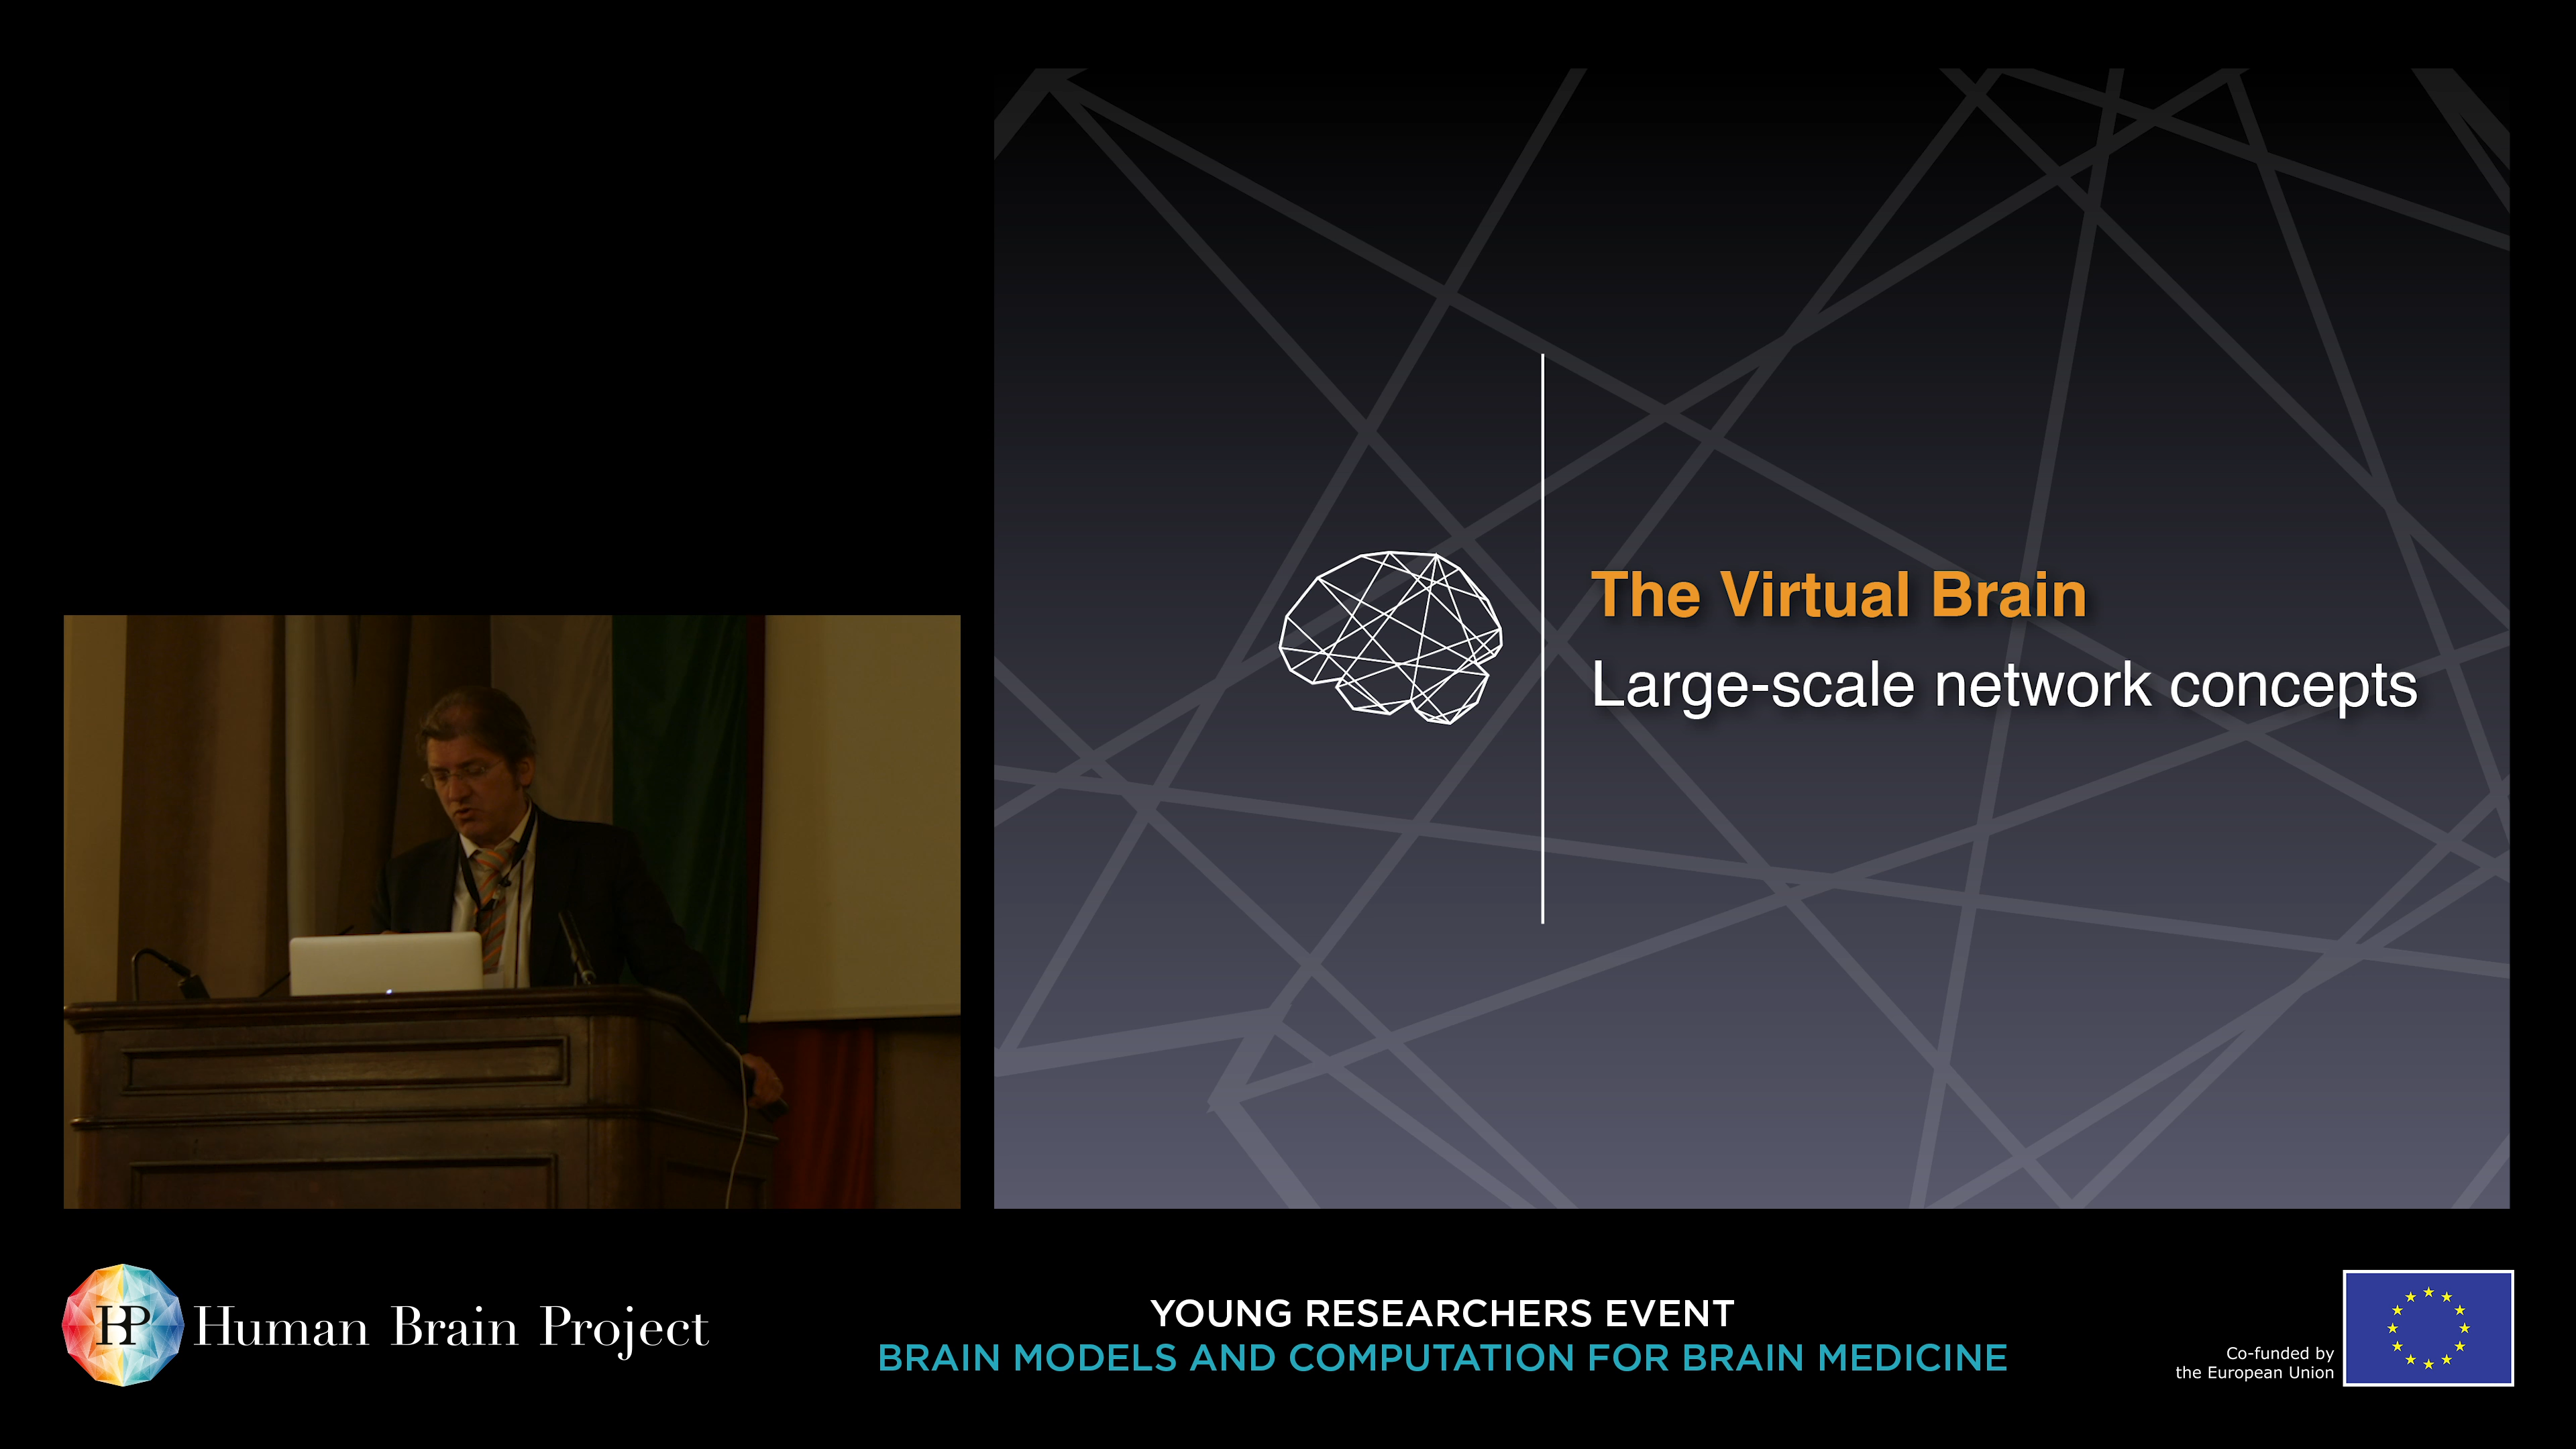 The Virtual Brain
Large-scale network concepts
HBP Human Brain Project
YOUNG RESEARCHERS EVENT
BRAIN MODELS AND COMPUTATION FOR BRAIN MEDICINE
Co-funded by
the European Union